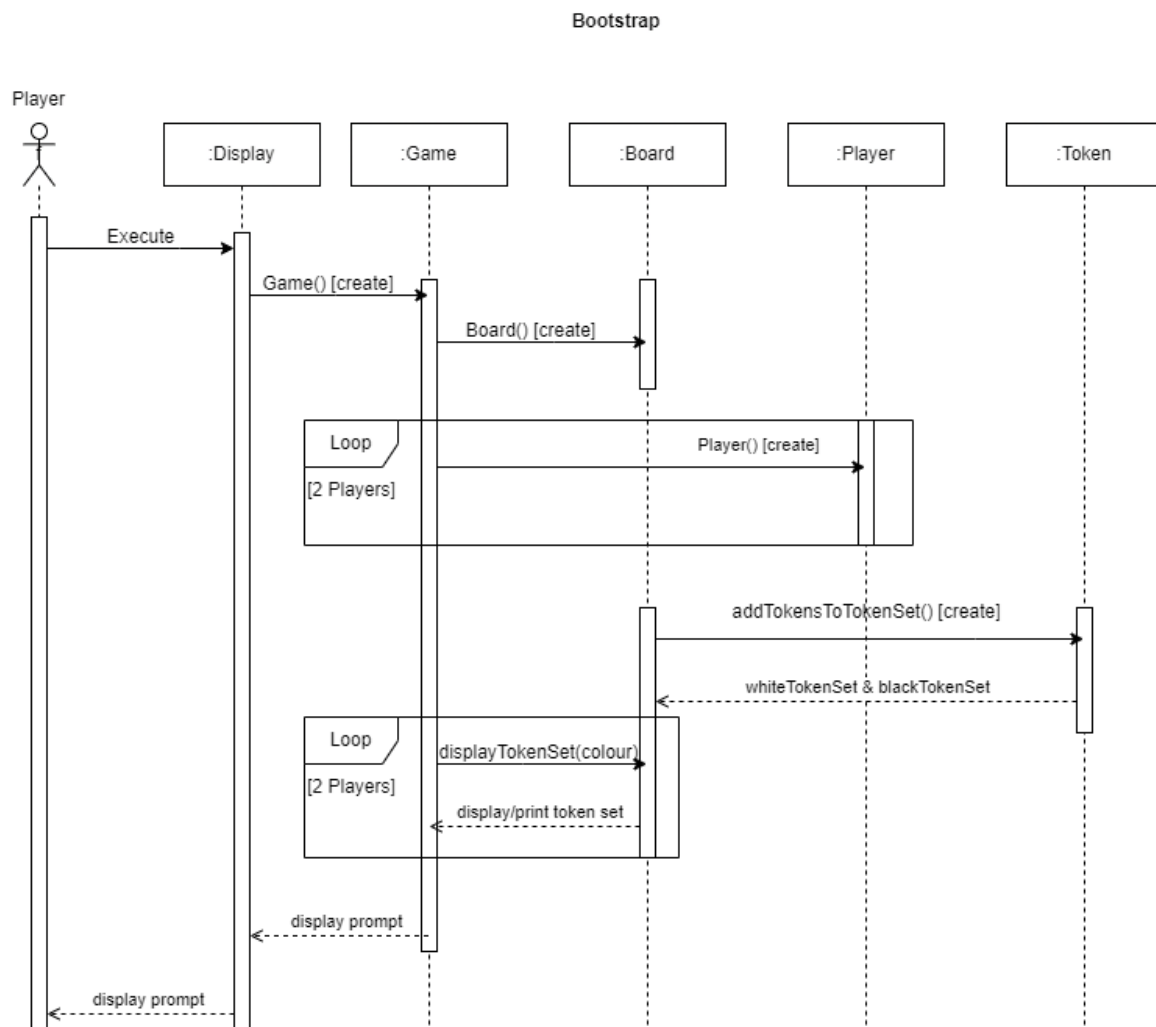 Bootstrap
Player
:Display
:Game
:Board
:Player
:Token
Execute
Game() [create]
Board() [create]
Loop
Player() [create]
[2 Players]
addTokensToTokenSet() [create]
whiteTokenSet & blackTokenSet
Loop
displayTokenSet(colour)
[2 Players]
display/print token set
display prompt
display prompt